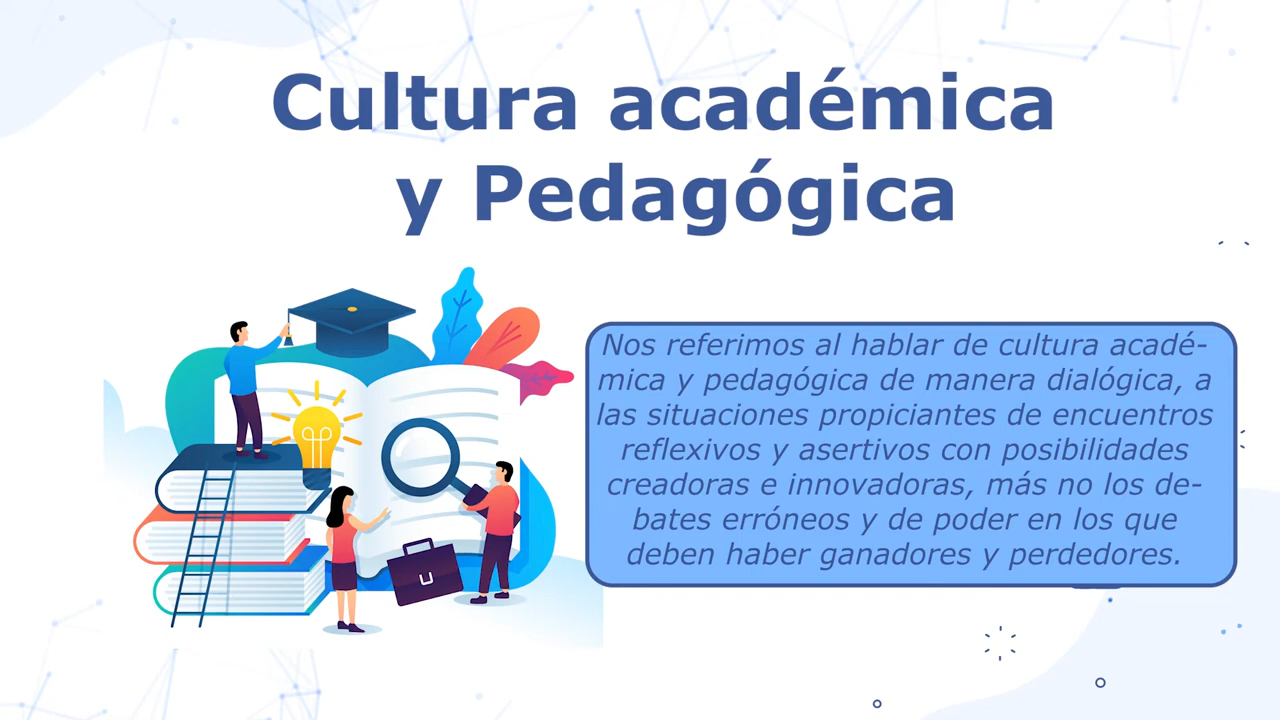 Cultura académica
y Pedagógica
Nos referimos al hablar de cultura acadé-
mica y pedagógica de manera dialógica, a
las situaciones propiciantes de encuentros
reflexivos y asertivos con posibilidades
creadoras e innovadoras, más no los de-
bates erróneos y de poder en los que
deben haber ganadores y perdedores.